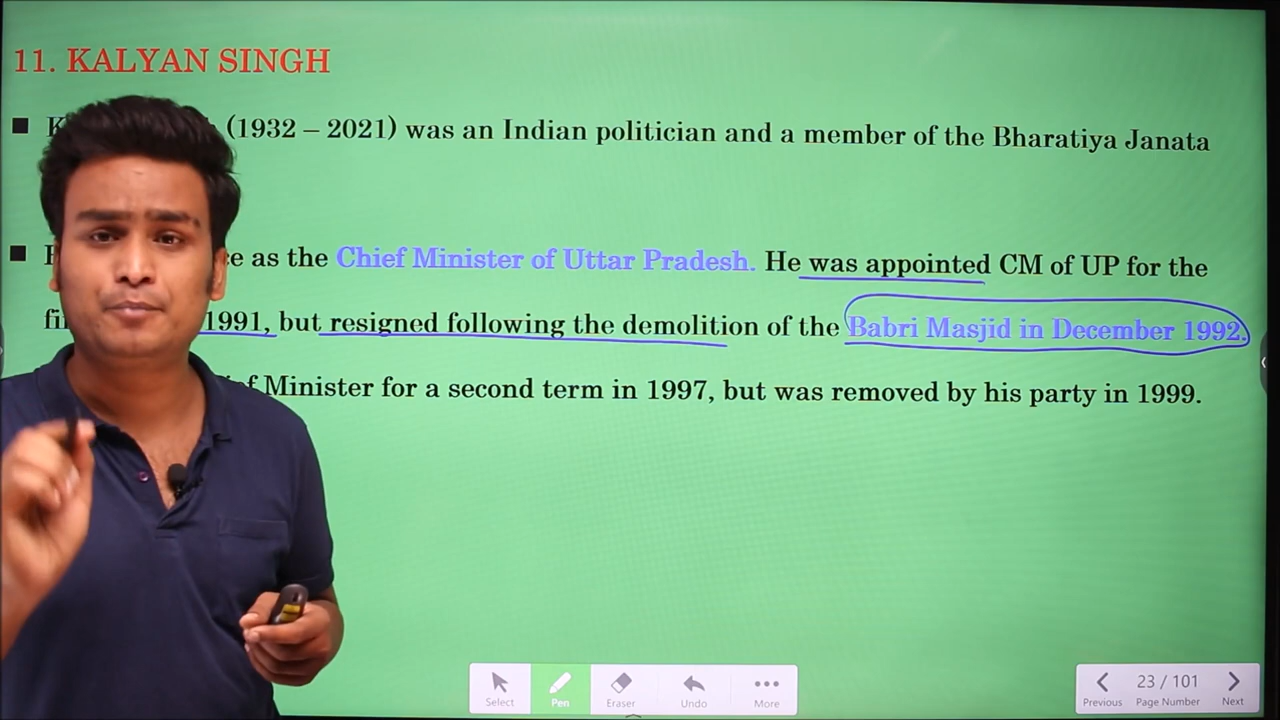 11. KALYAN SINGH
(1932 – 2021) was an Indian politician and a member of the Bharatiya Janata
as the Chief Minister of Uttar Pradesh. He was appointed CM of UP for the
1991, but resigned following the demolition of the Babri Masjid in December 1992.
Minister for a second term in 1997, but was removed by his party in 1999.
Select
Pen
Eraser
Undo
More
Previous
23 / 101
Page Number
Next